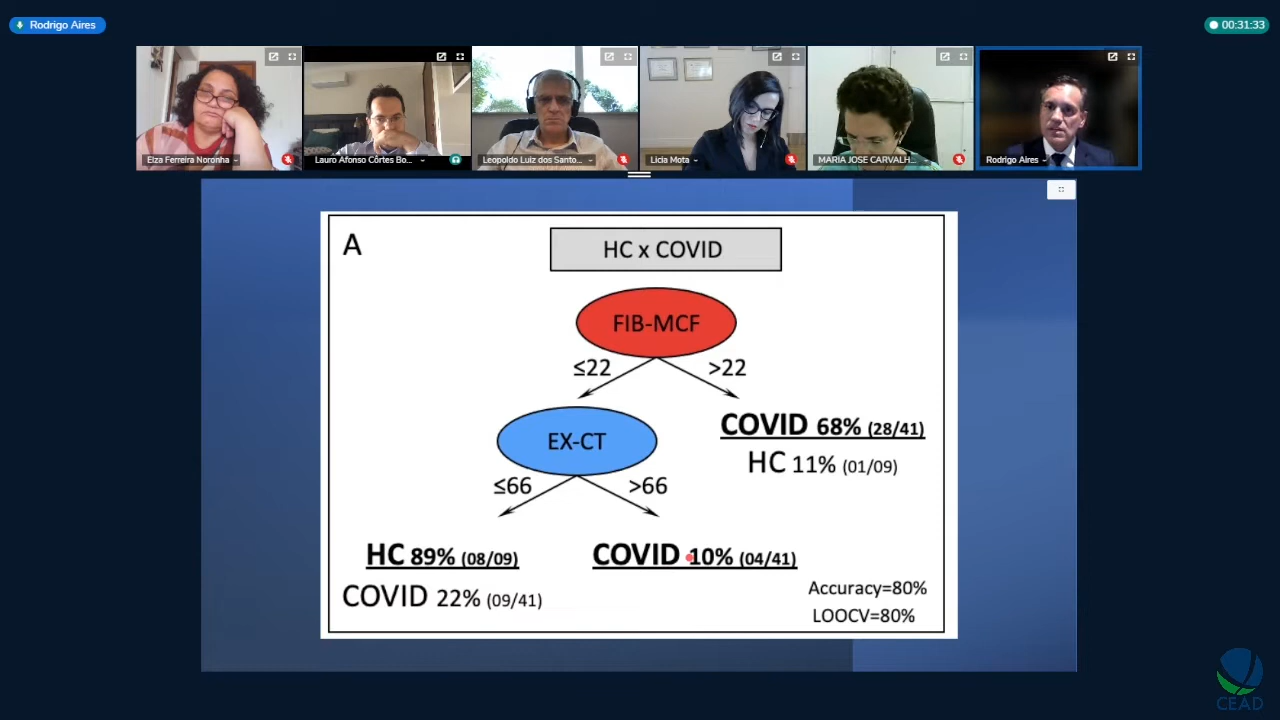 Rodrigo Aires
00:31:33
Elza Ferreira Noronha
Lauro Afonso Côrtes Bo...
Leopoldo Luiz dos Santo...
Licia Mota
MARIA JOSE CARVALH...
Rodrigo Aires
A
HC x COVID
FIB-MCF
≤22
>22
COVID 68% (28/41)
HC 11% (01/09)
EX-CT
≤66
>66
HC 89% (08/09)
COVID 10% (04/41)
COVID 22% (09/41)
Accuracy=80%
LOOCV=80%
CEAD